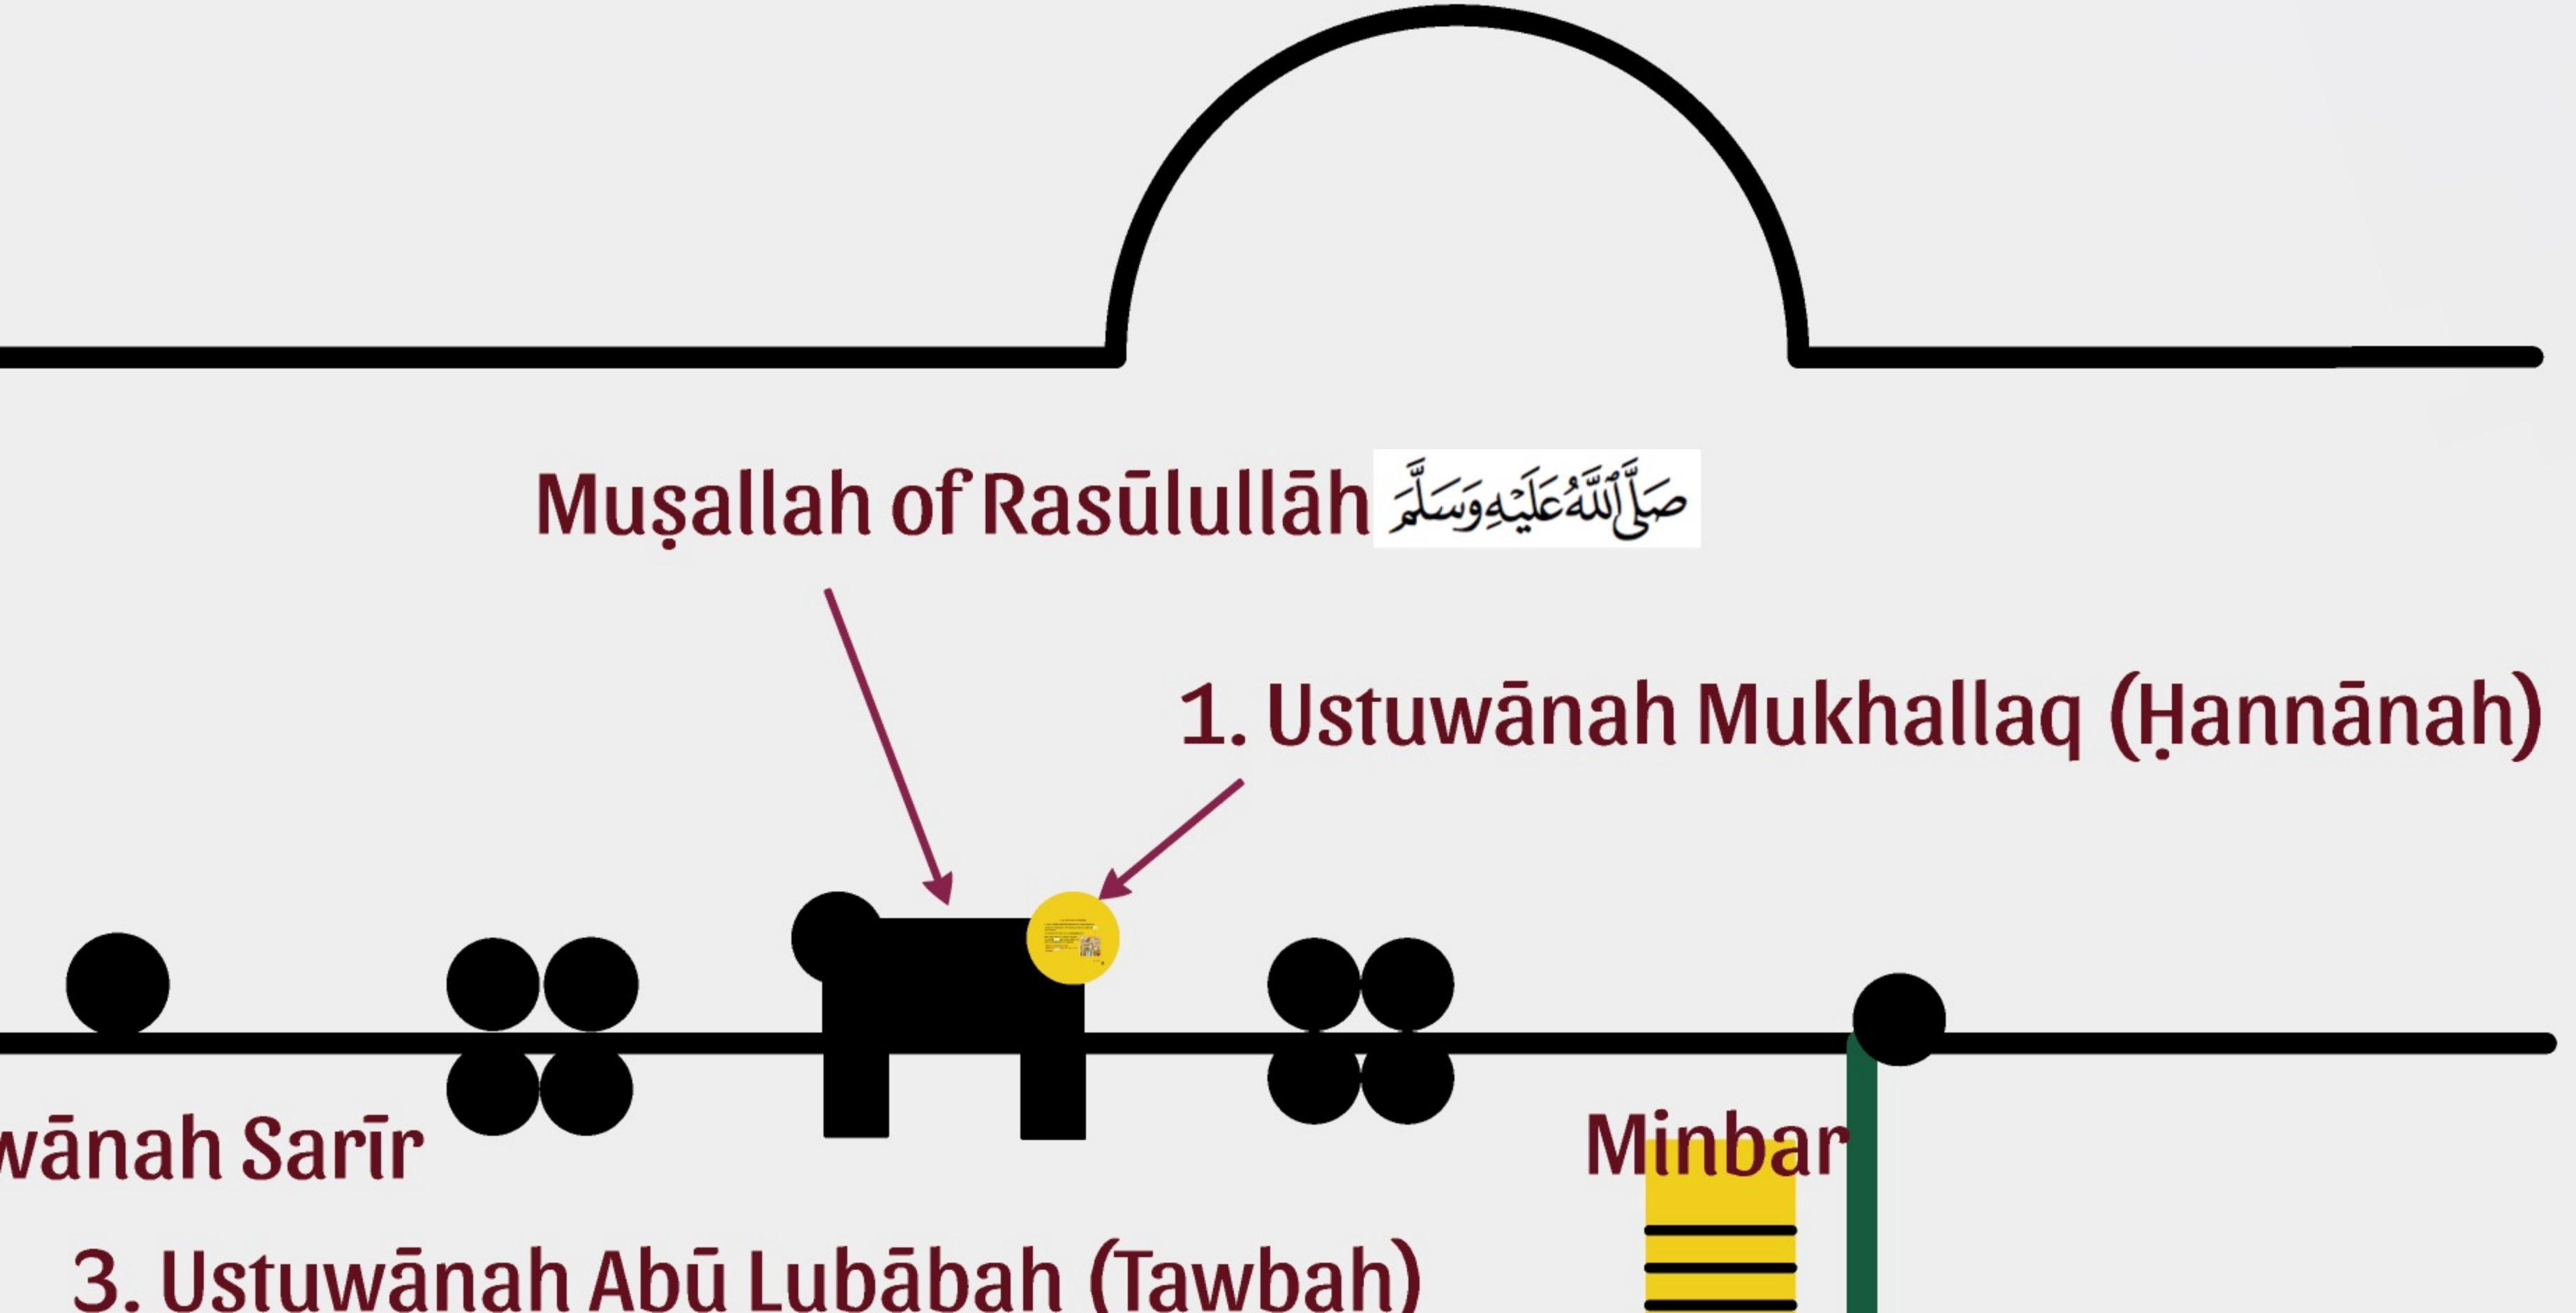 Muṣallah of Rasūlullāh صَلَّى اللَّهُ عَلَيْهِ وَسَلَّمَ
1. Ustuwānah Mukhallaq (Ḥannānah)
wānah Sarīr
Minbar
3. Ustuwānah Abū Lubābah (Tawbah)